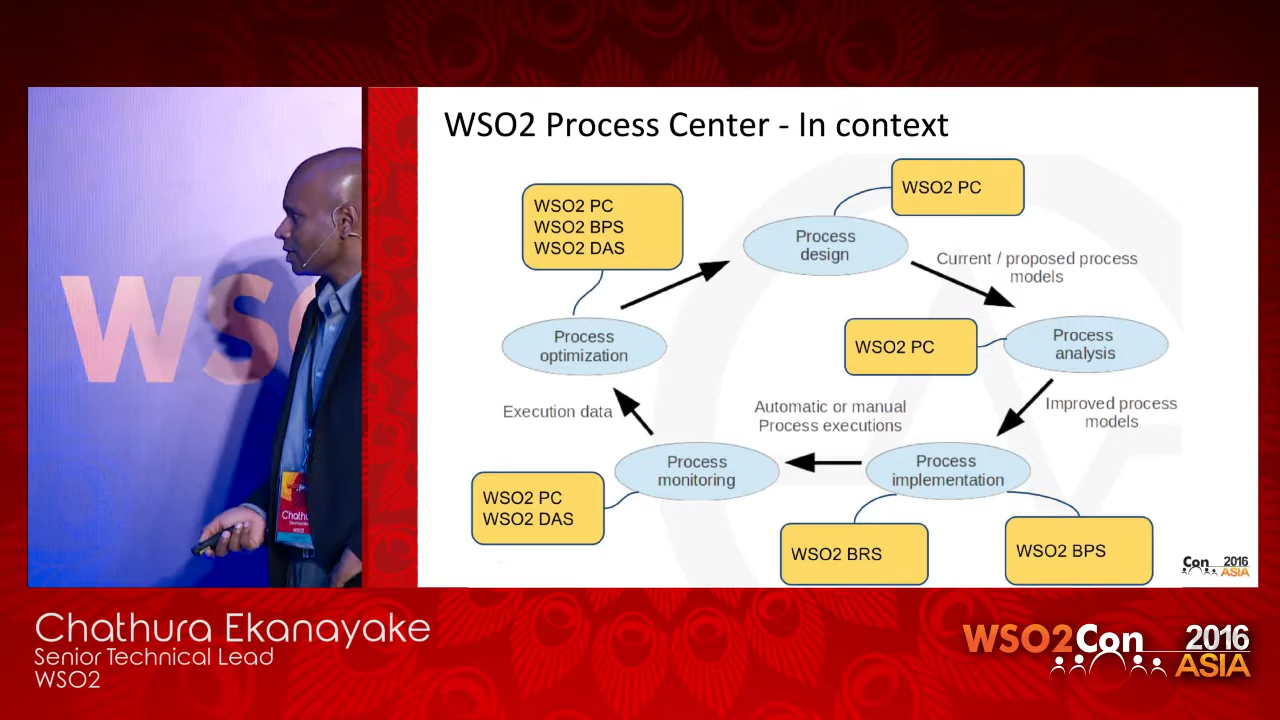 WSO2 Process Center - In context
WSO2 PC
WSO2 BPS
WSO2 DAS
WSO2 PC
Process
design
Current / proposed process
models
Process
optimization
WSO2 PC
Process
analysis
Execution data
Automatic or manual
Process executions
Improved process
models
Process
monitoring
Process
implementation
WSO2 PC
WSO2 DAS
WSO2 BRS
WSO2 BPS
Con 2016
ASIA
WSO
Chathu
WSO2
Chathura Ekanayake
Senior Technical Lead
WSO2
WSO2Con 2016
ASIA